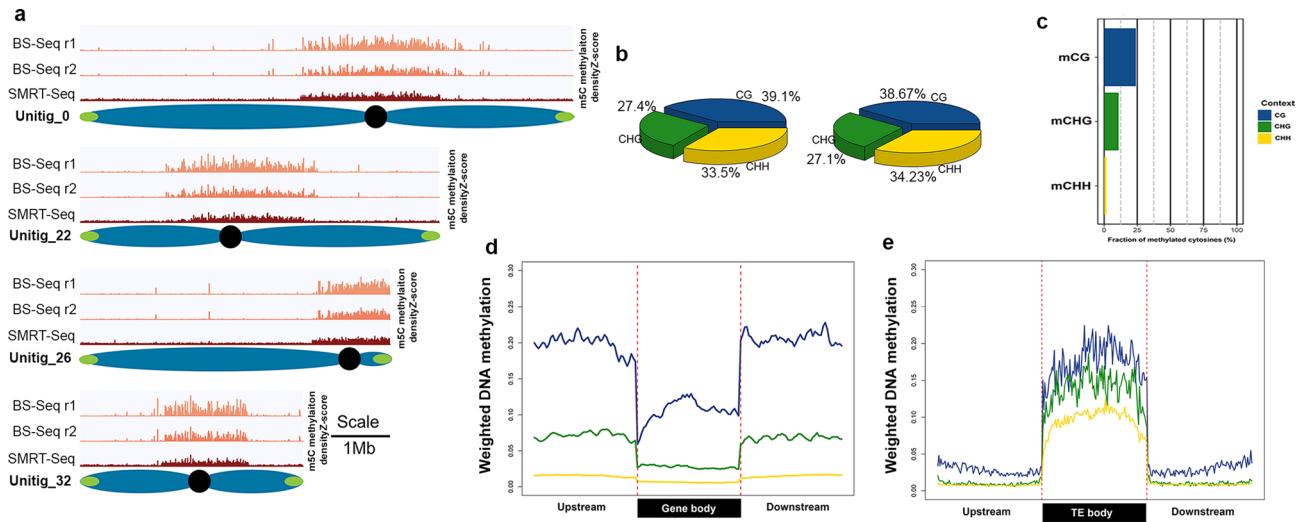 a
BS-Seq r1
BS-Seq r2
SMRT-Seq
Unitig_0
m5C methylaiton
densityZ-score
BS-Seq r1
BS-Seq r2
SMRT-Seq
Unitig_22
m5C methylaiton
densityZ-score
BS-Seq r1
BS-Seq r2
SMRT-Seq
Unitig_26
m5C methylaiton
densityZ-score
BS-Seq r1
BS-Seq r2
SMRT-Seq
Unitig_32
m5C methylaiton
densityZ-score
Scale
1Mb
b
27.4%
CG
39.1%
CHG
CHH
33.5%
38.67%
CG
CHG
27.1%
CHH
34.23%
c
mCG
mCHG
mCHH
0
25
50
75
100
Fraction of methylated cytosines (%)
Context
CG
CHG
CHH
d
Weighted DNA methylation
0.30
0.25
0.20
0.15
0.10
0.05
0.00
Upstream
Gene body
Downstream
e
Weighted DNA methylation
0.30
0.25
0.20
0.15
0.10
0.05
0.00
Upstream
TE body
Downstream